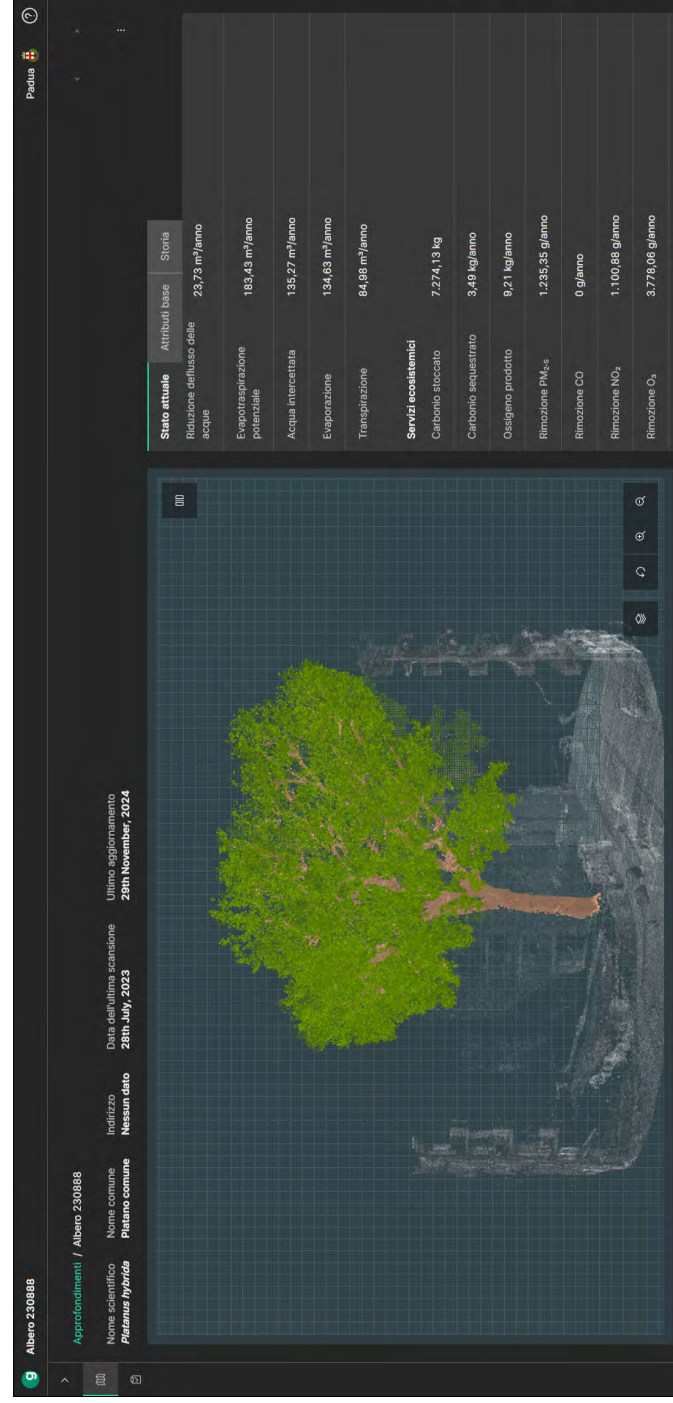 g Albero 230888
Padua
?
Approfondimenti / Albero 230888
Nome scientifico
Platanus hybrida
Nome comune
Platano comune
Indirizzo
Nessun dato
Data dell'ultima scansione
28th July, 2023
Ultimo aggiornamento
29th November, 2024
Stato attuale
Attributi base
Storia
Riduzione deflusso delle
acque
23,73 m³/anno
Evapotraspirazione
potenziale
183,43 m³/anno
Acqua intercettata
135,27 m³/anno
Evaporazione
134,63 m³/anno
Transpirazione
84,98 m³/anno
Servizi ecosistemici
Carbonio stoccato
7.274,13 kg
Carbonio sequestrato
3,49 kg/anno
Ossigeno prodotto
9,21 kg/anno
Rimozione PM₂.₅
1.235,35 g/anno
Rimozione CO
0 g/anno
Rimozione NO₂
1.100,88 g/anno
Rimozione O₃
3.778,06 g/anno